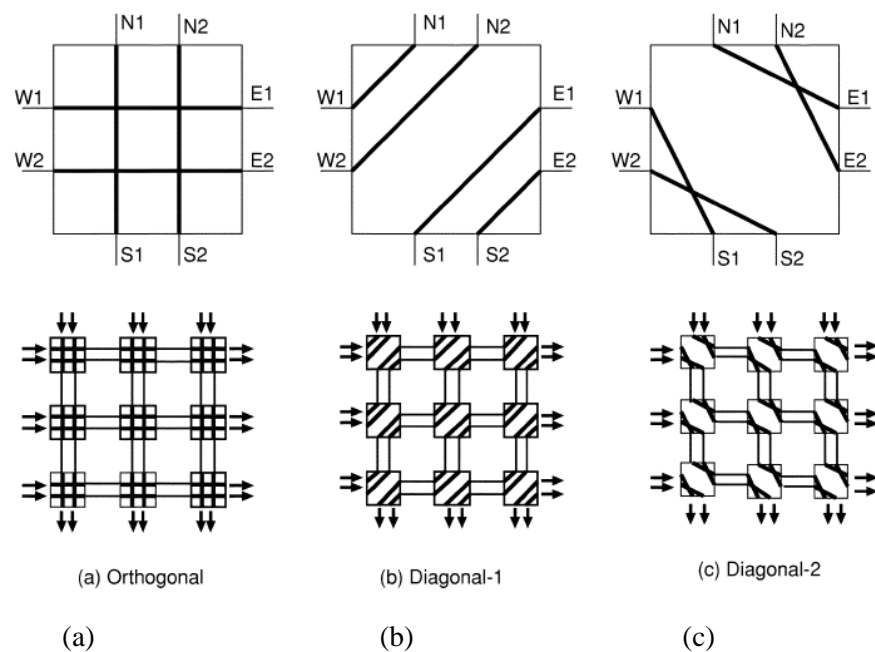 N1 N2 N1 N2 N1 N2
W1 E1 W1 E1 W1 E1
W2 E2 W2 E2 W2 E2
S1 S2 S1 S2 S1 S2
(a) Orthogonal (b) Diagonal-1 (c) Diagonal-2
(a) (b) (c)